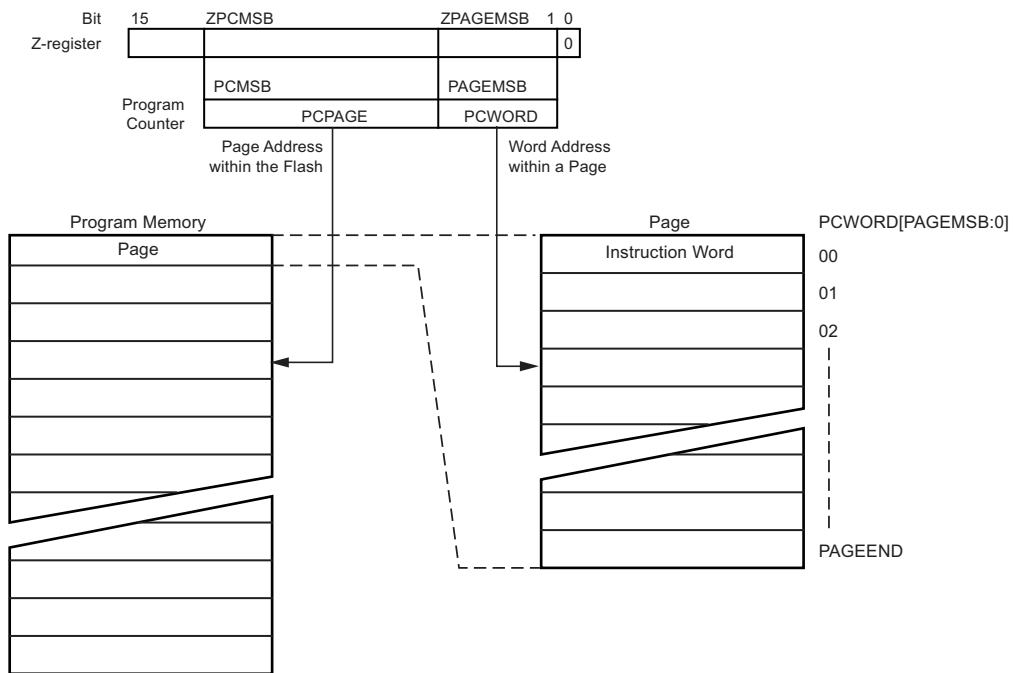 Bit 15 ZPCMSB ZPAGEMSB 1 0
Z-register 0
PCMSB PAGEMSB
Program
Counter
PCPAGE PCWORD
Page Address
within the Flash
Word Address
within a Page
Program Memory
Page
Page
Instruction Word
PCWORD[PAGEMSB:0]
00
01
02
PAGEEND